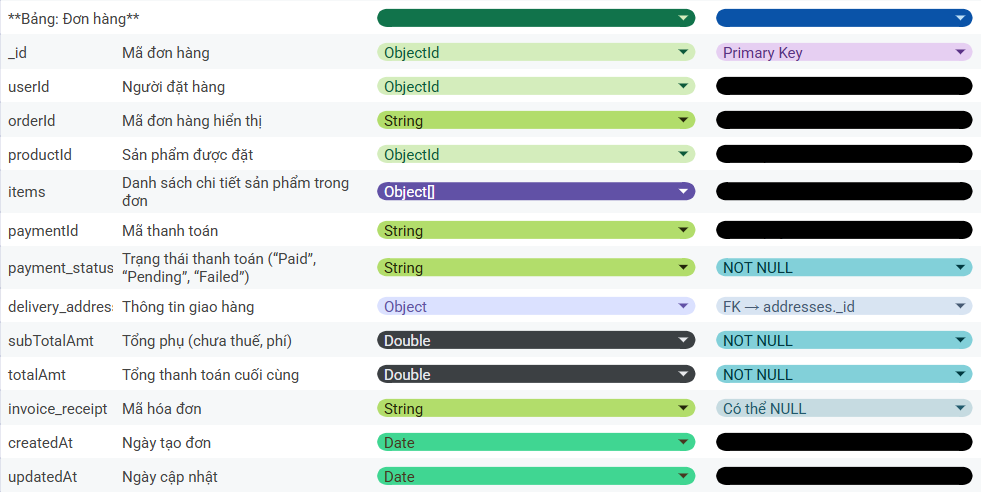 **Bảng: Đơn hàng**
_id Mã đơn hàng ObjectId Primary Key
userId Người đặt hàng ObjectId
orderId Mã đơn hàng hiển thị String
productId Sản phẩm được đặt ObjectId
items Danh sách chi tiết sản phẩm trong
đơn Object[]
paymentId Mã thanh toán String
payment_status Trạng thái thanh toán (“Paid”,
“Pending”, “Failed”) String NOT NULL
delivery_addres Thông tin giao hàng Object FK → addresses._id
subTotalAmt Tổng phụ (chưa thuế, phí) Double NOT NULL
totalAmt Tổng thanh toán cuối cùng Double NOT NULL
invoice_receipt Mã hóa đơn String Có thể NULL
createdAt Ngày tạo đơn Date
updatedAt Ngày cập nhật Date